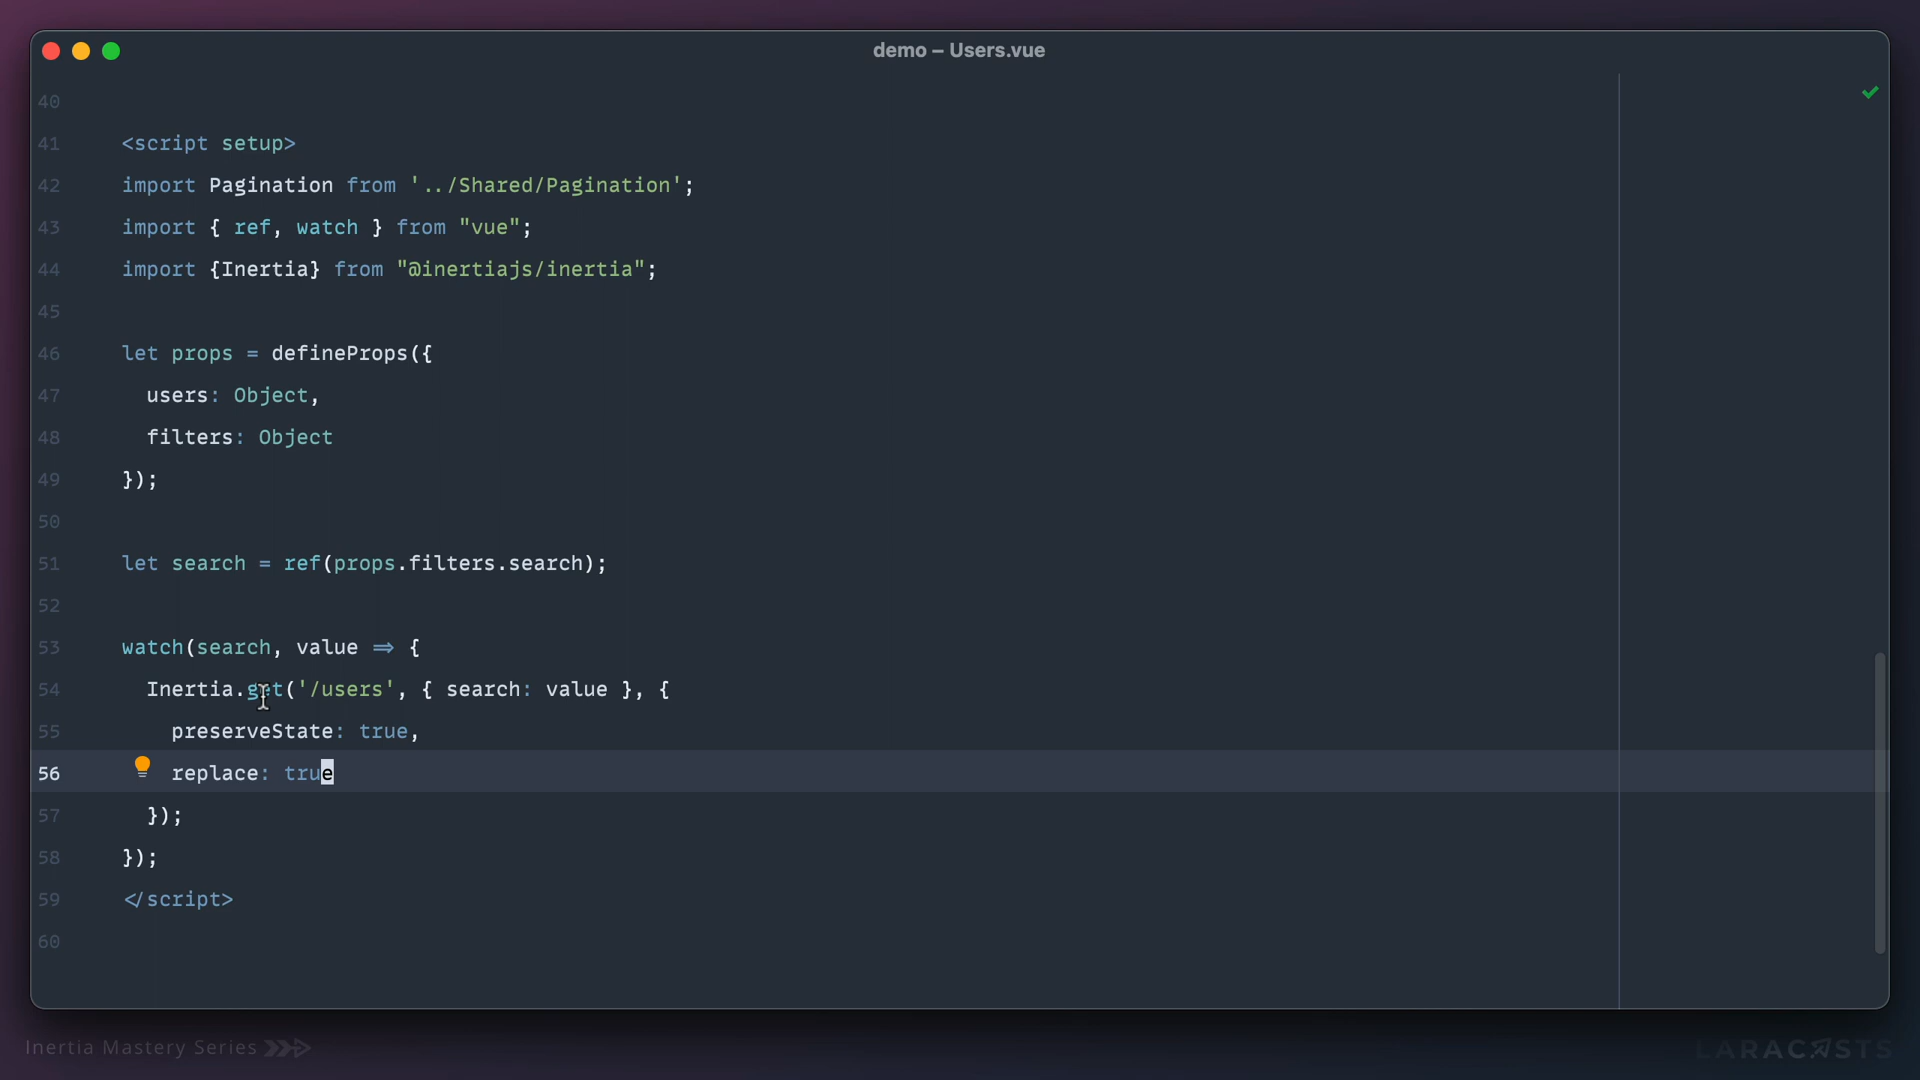 demo – Users.vue
40
41 <script setup>
42 import Pagination from '../Shared/Pagination';
43 import { ref, watch } from "vue";
44 import {Inertia} from "@inertiajs/inertia";
45
46 let props = defineProps({
47 users: Object,
48 filters: Object
49 });
50
51 let search = ref(props.filters.search);
52
53 watch(search, value => {
54 Inertia.get('/users', { search: value }, {
55 preserveState: true,
56 replace: true
57 });
58 });
59 </script>
60
Inertia Mastery Series
LARACASTS